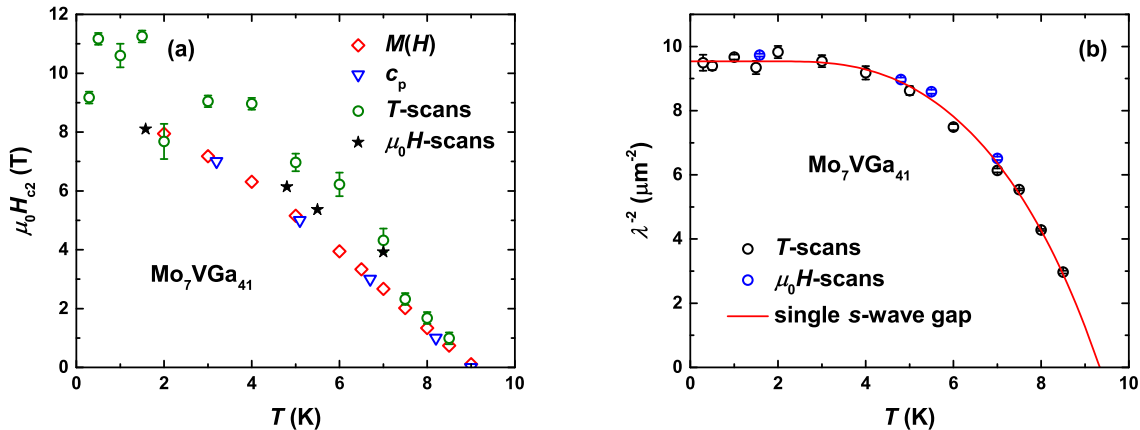 (a)
M(H)
cp
T-scans
μ0H-scans
Mo7VGa41
μ0Hc2 (T)
12
10
8
6
4
2
0
0 2 4 6 8 10
T (K)
(b)
Mo7VGa41
T-scans
μ0H-scans
single s-wave gap
λ-2 (μm-2)
10
8
6
4
2
0
0 2 4 6 8 10
T (K)